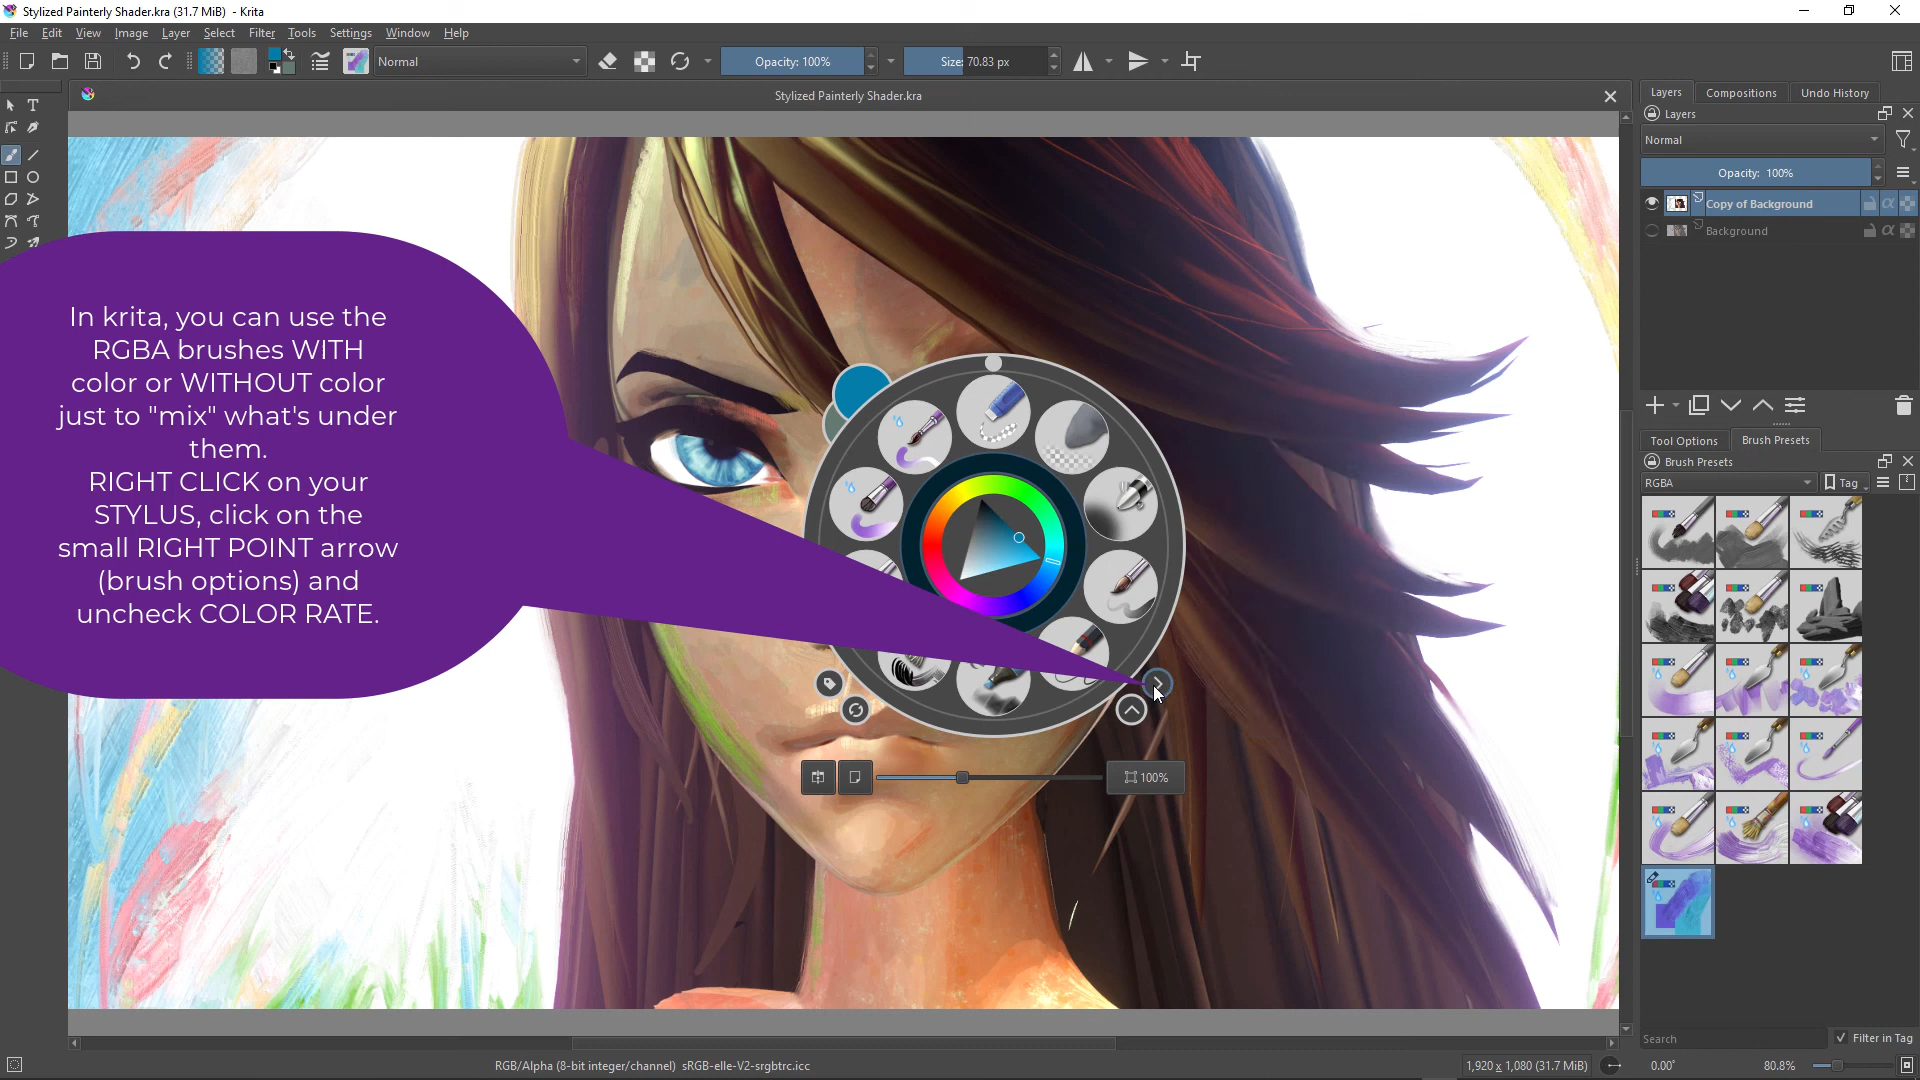 Stylized Painterly Shader.kra (31.7 MiB) - Krita
File Edit View Image Layer Select Filter Tools Settings Window Help
Normal
Opacity: 100%
Size: 70.83 px
Stylized Painterly Shader.kra
Layers Compositions Undo History
Layers
Normal
Opacity: 100%
Copy of Background
Background
In krita, you can use the
RGBA brushes WITH
color or WITHOUT color
just to "mix" what's under
them.
RIGHT CLICK on your
STYLUS, click on the
small RIGHT POINT arrow
(brush options) and
uncheck COLOR RATE.
100%
Tool Options Brush Presets
Brush Presets
RGBA
Tag
Search
Filter in Tag
RGB/Alpha (8-bit integer/channel) sRGB-elle-V2-srgbtrc.icc
1,920 x 1,080 (31.7 MiB)
0.00°
80.8%